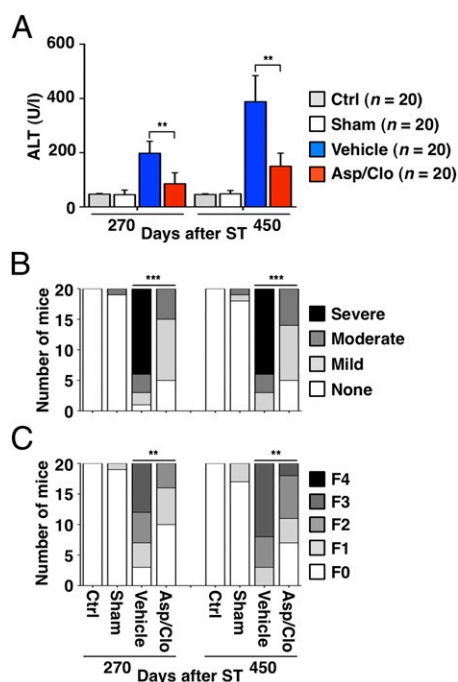 A
ALT (U/l)
600
400
200
0
**
**
270
450
Days after ST
Ctrl (n = 20)
Sham (n = 20)
Vehicle (n = 20)
Asp/Clo (n = 20)
B
Number of mice
20
15
10
5
0
***
***
Severe
Moderate
Mild
None
C
Number of mice
20
15
10
5
0
**
**
F4
F3
F2
F1
F0
Ctrl
Sham
Vehicle
Asp/Clo
Ctrl
Sham
Vehicle
Asp/Clo
270
450
Days after ST